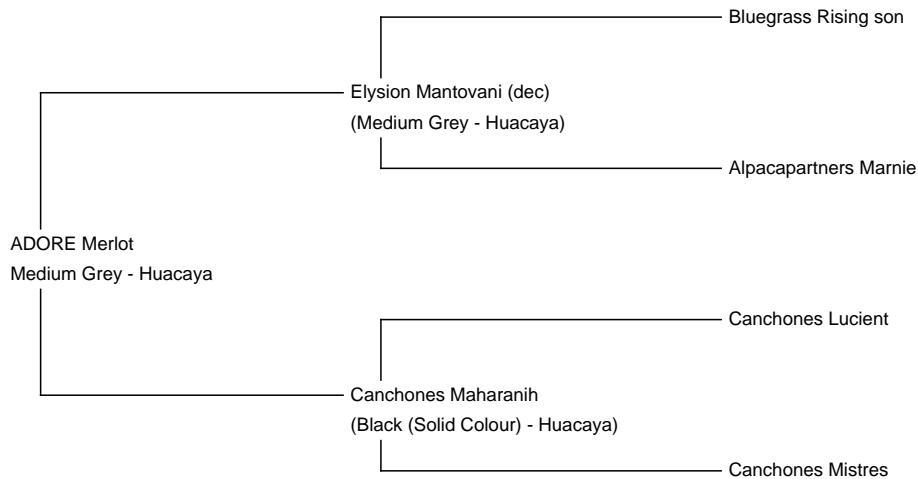 Bluegrass Rising son
Elysion Mantovani (dec)
(Medium Grey - Huacaya)
Alpacapartners Marnie
ADORE Merlot
Medium Grey - Huacaya
Canchones Lucient
Canchones Maharanih
(Black (Solid Colour) - Huacaya)
Canchones Mistres